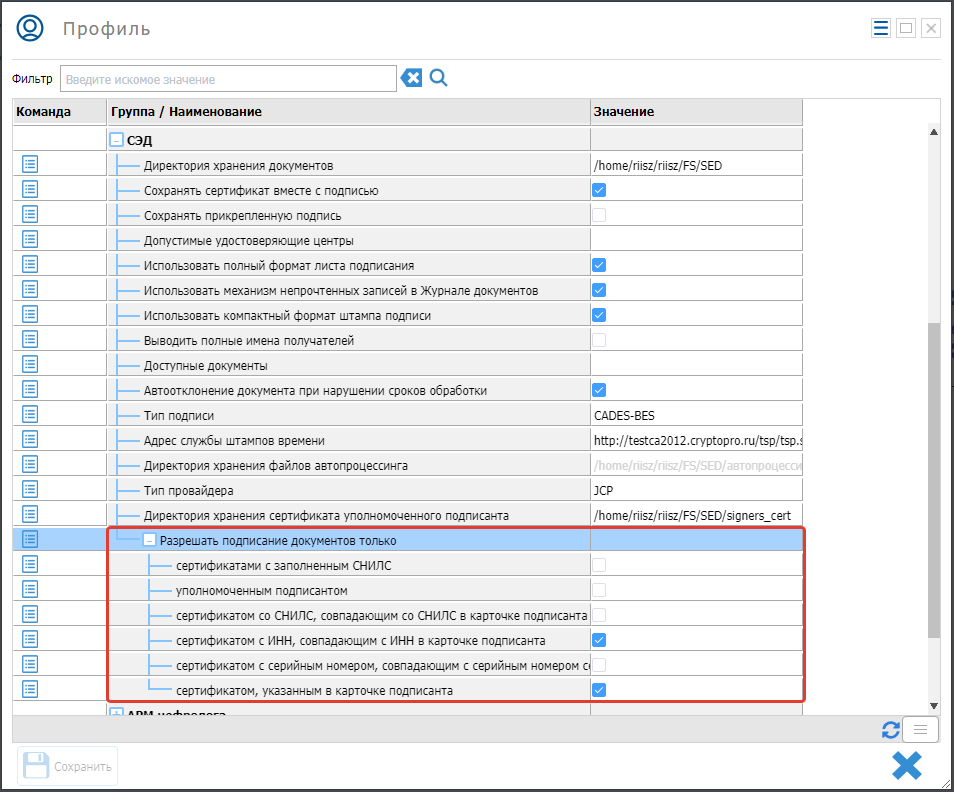 Профиль
Фильтр Введите искомое значение
Команда Группа / Наименование Значение
СЭД
Директория хранения документов /home/riisz/riisz/FS/SED
Сохранять сертификат вместе с подписью
Сохранять прикрепленную подпись
Допустимые удостоверяющие центры
Использовать полный формат листа подписания
Использовать механизм непрочтенных записей в Журнале документов
Использовать компактный формат штампа подписи
Выводить полные имена получателей
Доступные документы
Автоотклонение документа при нарушении сроков обработки
Тип подписи CADES-BES
Адрес службы штампов времени http://testca2012.cryptopro.ru/tsp/tsp.s
Директория хранения файлов автопроцессинга /home/riisz/riisz/FS/SED/автопроцесси
Тип провайдера JCP
Директория хранения сертификата уполномоченного подписанта /home/riisz/riisz/FS/SED/signers_cert
Разрешать подписание документов только
сертификатами с заполненным СНИЛС
уполномоченным подписантом
сертификатом со СНИЛС, совпадающим со СНИЛС в карточке подписанта
сертификатом с ИНН, совпадающим с ИНН в карточке подписанта
сертификатом с серийным номером, совпадающим с серийным номером се
сертификатом, указанным в карточке подписанта
АРМ нефролога
Сохранить